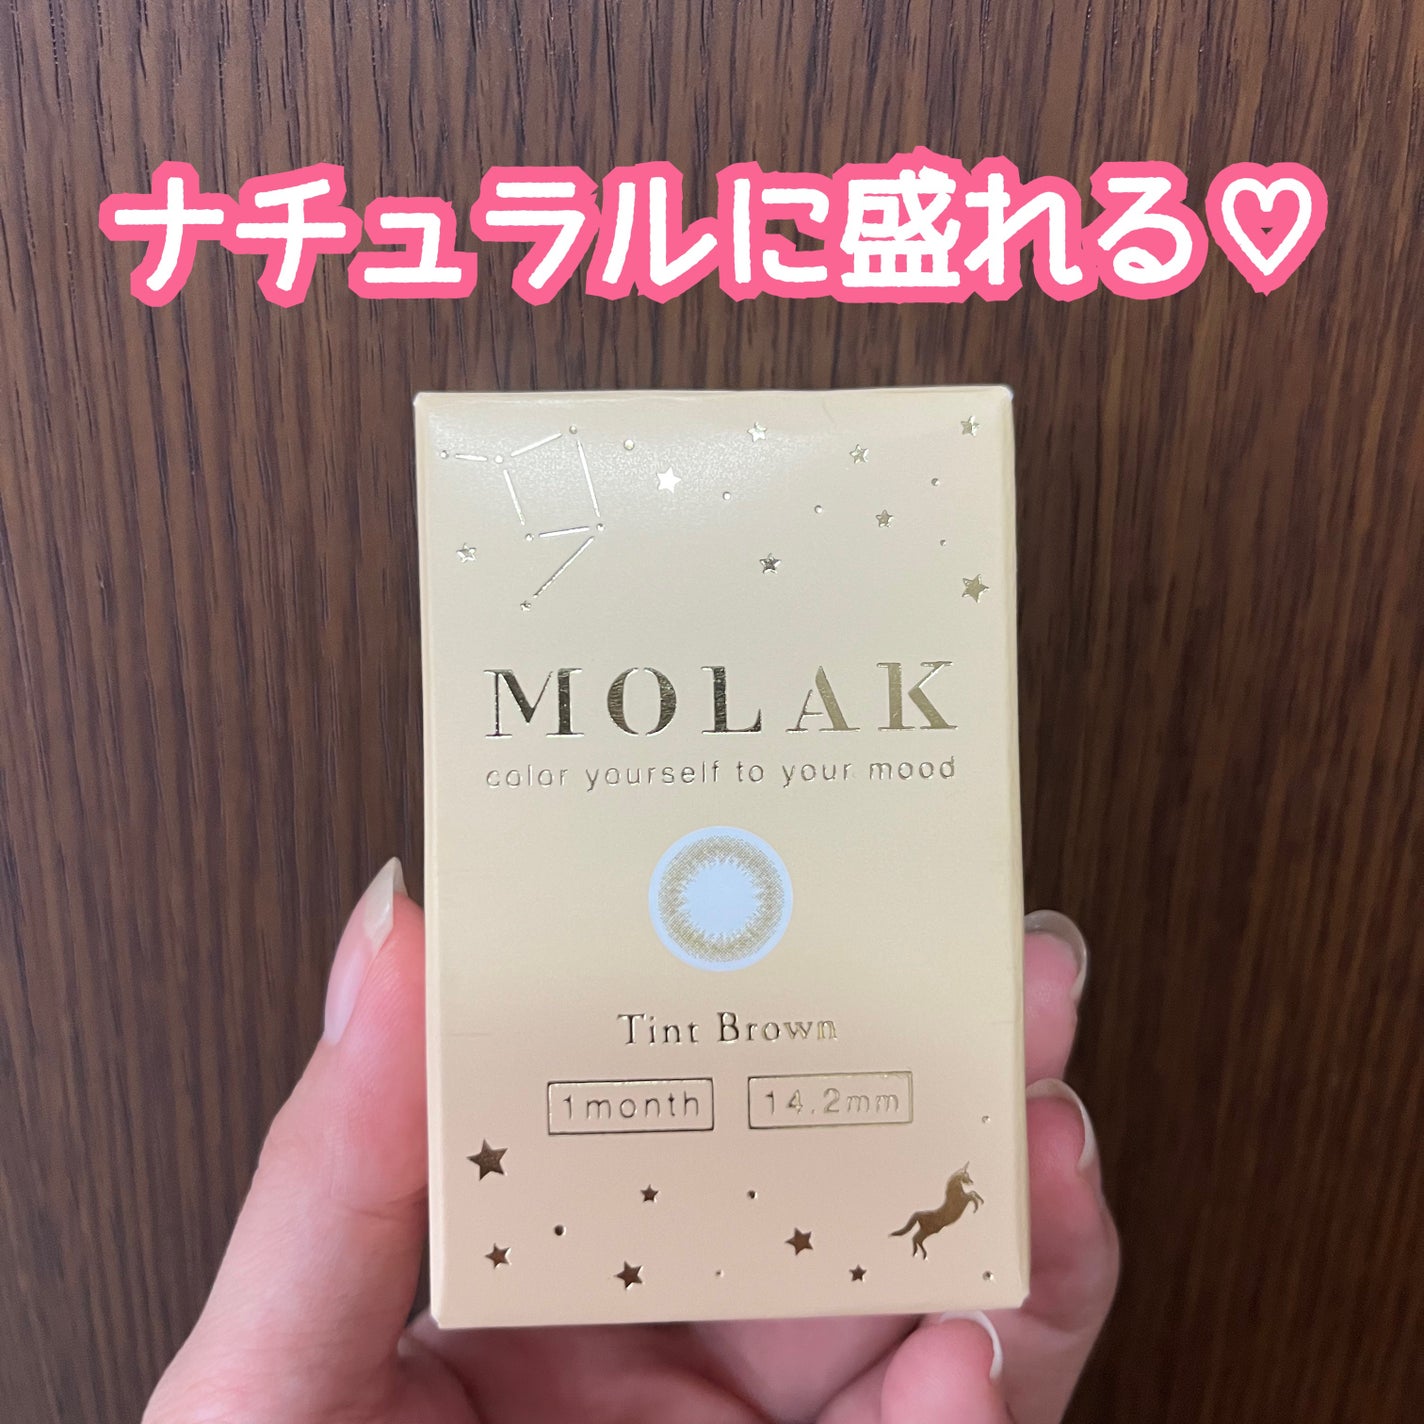 ナチュラルに盛れる♡
MOLAK
color yourself to your mood
Tint Brown
1month 14.2mm